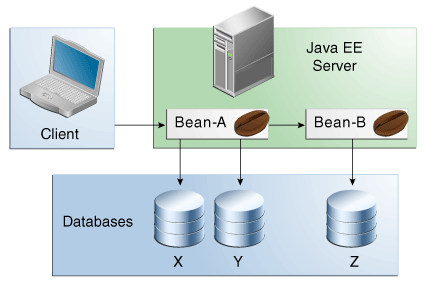 Java EE
Server
Client
Bean-A
Bean-B
Databases
X
Y
Z